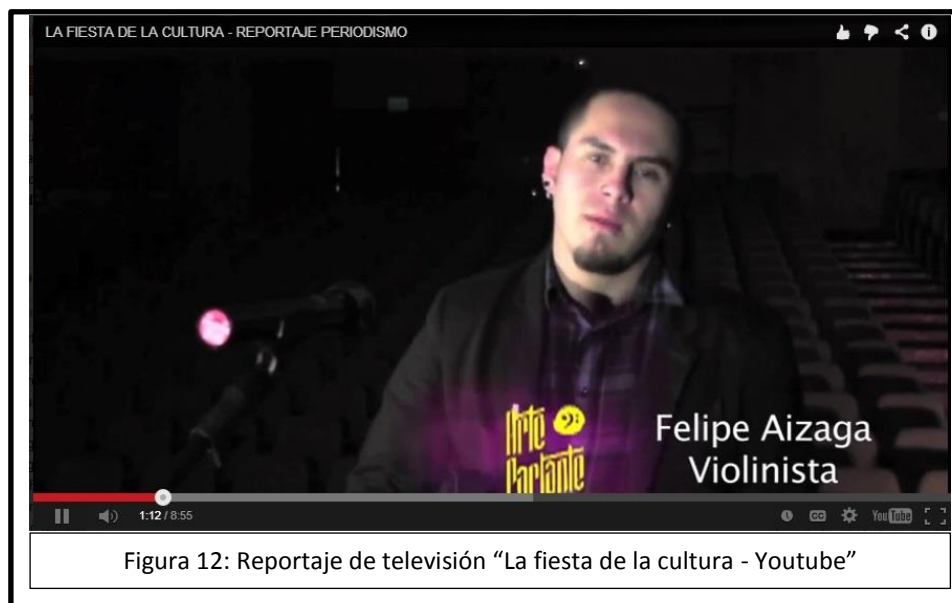 LA FIESTA DE LA CULTURA - REPORTAJE PERIODISMO
Arte
Parlante
Felipe Aizaga
Violinista
1:12 / 8:55
CC
YouTube
Figura 12: Reportaje de televisión “La fiesta de la cultura - Youtube”